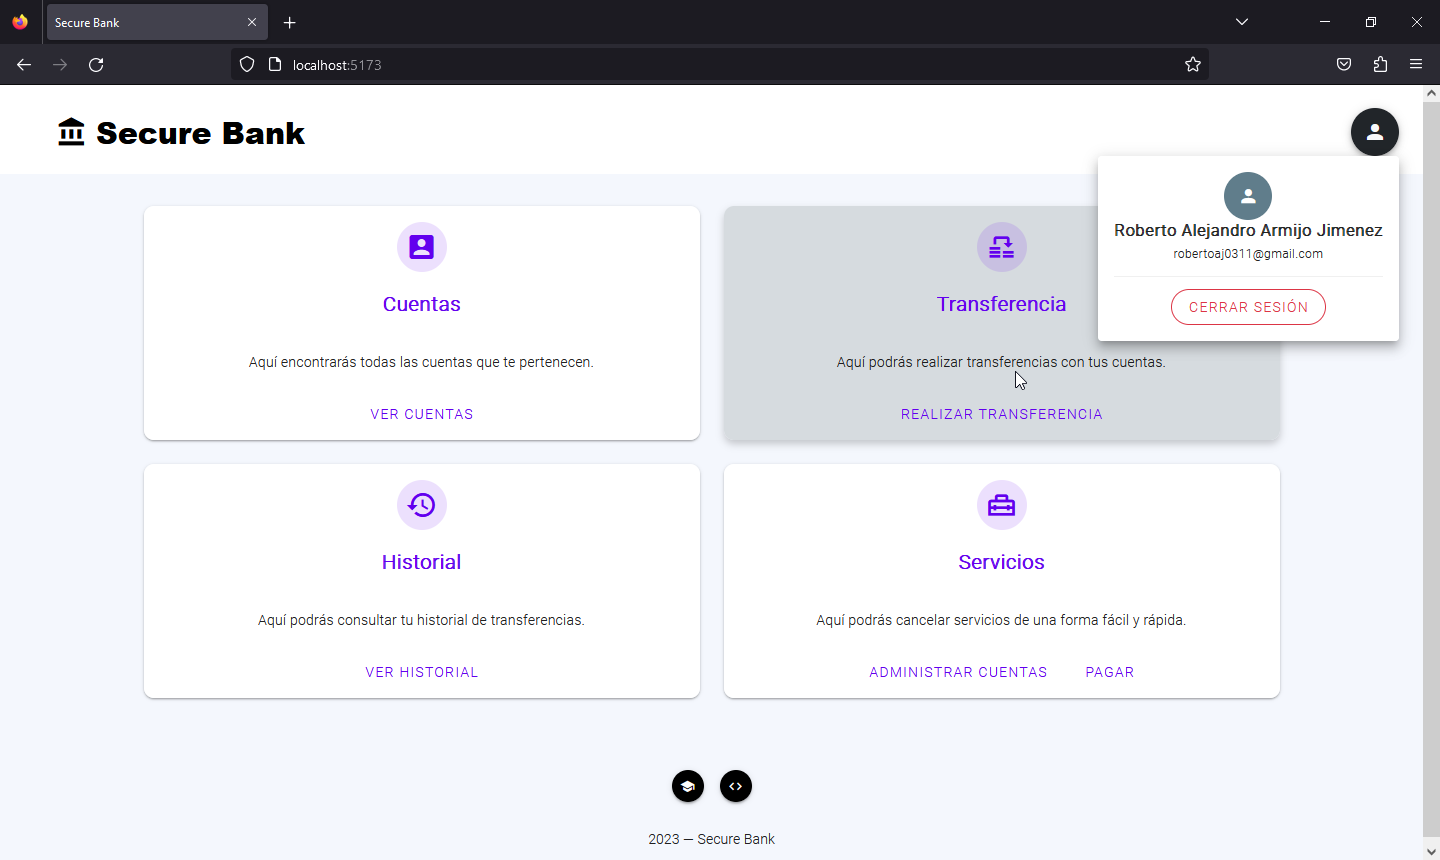 Secure Bank
localhost:5173
Secure Bank
Roberto Alejandro Armijo Jimenez
robertoaj0311@gmail.com
CERRAR SESIÓN
Cuentas
Aquí encontrarás todas las cuentas que te pertenecen.
VER CUENTAS
Transferencia
Aquí podrás realizar transferencias con tus cuentas.
REALIZAR TRANSFERENCIA
Historial
Aquí podrás consultar tu historial de transferencias.
VER HISTORIAL
Servicios
Aquí podrás cancelar servicios de una forma fácil y rápida.
ADMINISTRAR CUENTAS PAGAR
2023 — Secure Bank